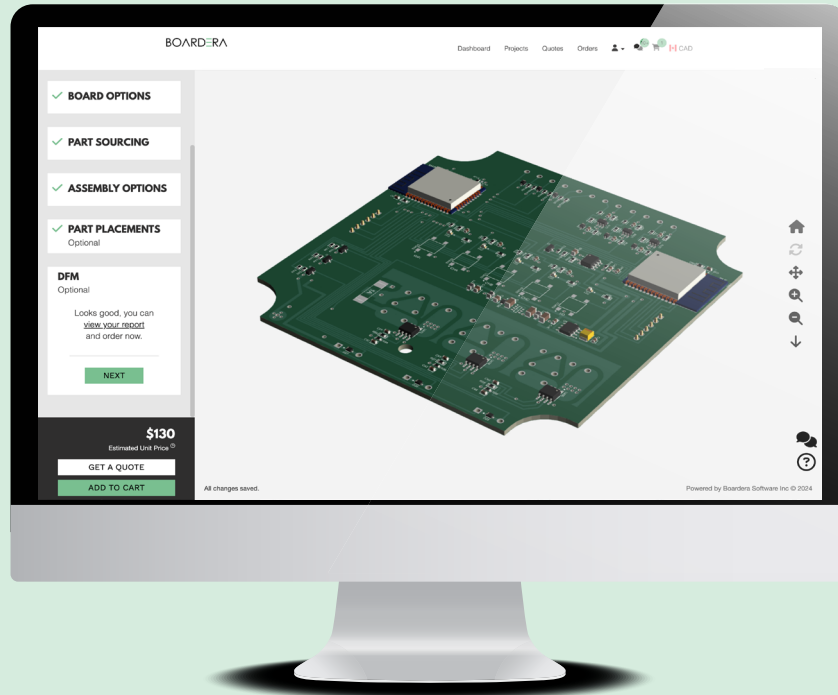 BOARDERA
Dashboard Projects Quotes Orders CAD
BOARD OPTIONS
PART SOURCING
ASSEMBLY OPTIONS
PART PLACEMENTS
Optional
DFM
Optional
Looks good, you can
view your report
and order now.
NEXT
$130
Estimated Unit Price ?
GET A QUOTE
ADD TO CART
All changes saved.
Powered by Boardera Software Inc © 2024